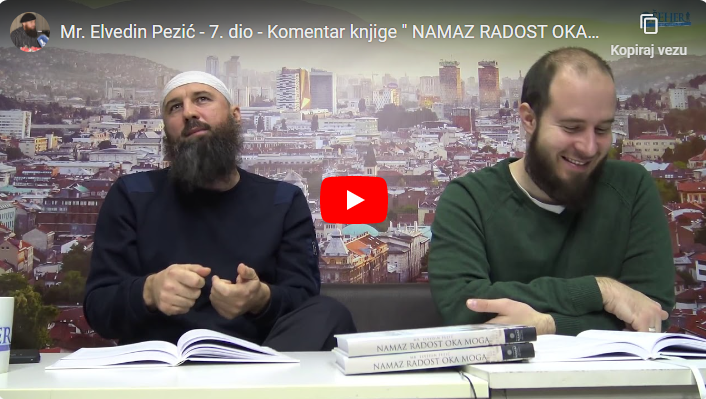 Mr. Elvedin Pezić - 7. dio - Komentar knjige " NAMAZ RADOST OKA...
Kopiraj vezu
NAMAZ RADOST OKA MOGA
NAMAZ RADOST OKA MOGA